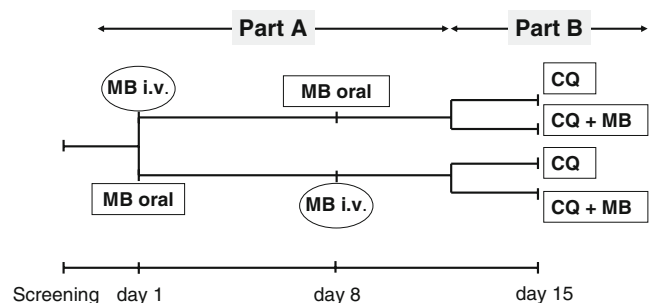 Part A
Part B
MB i.v.
MB oral
CQ
CQ + MB
CQ
CQ + MB
MB oral
MB i.v.
Screening
day 1
day 8
day 15